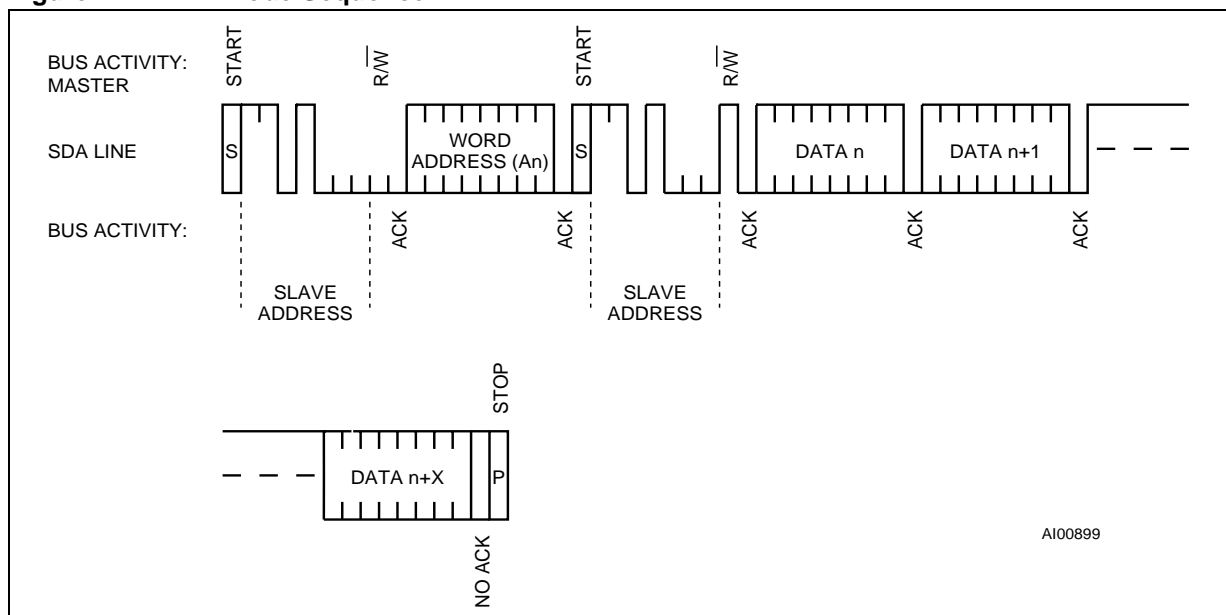 BUS ACTIVITY:
MASTER
START
R/W
START
R/W
SDA LINE
S
WORD
ADDRESS (An)
S
DATA n
DATA n+1
BUS ACTIVITY:
ACK
ACK
ACK
ACK
ACK
SLAVE
ADDRESS
SLAVE
ADDRESS
STOP
DATA n+X
P
NO ACK
AI00899